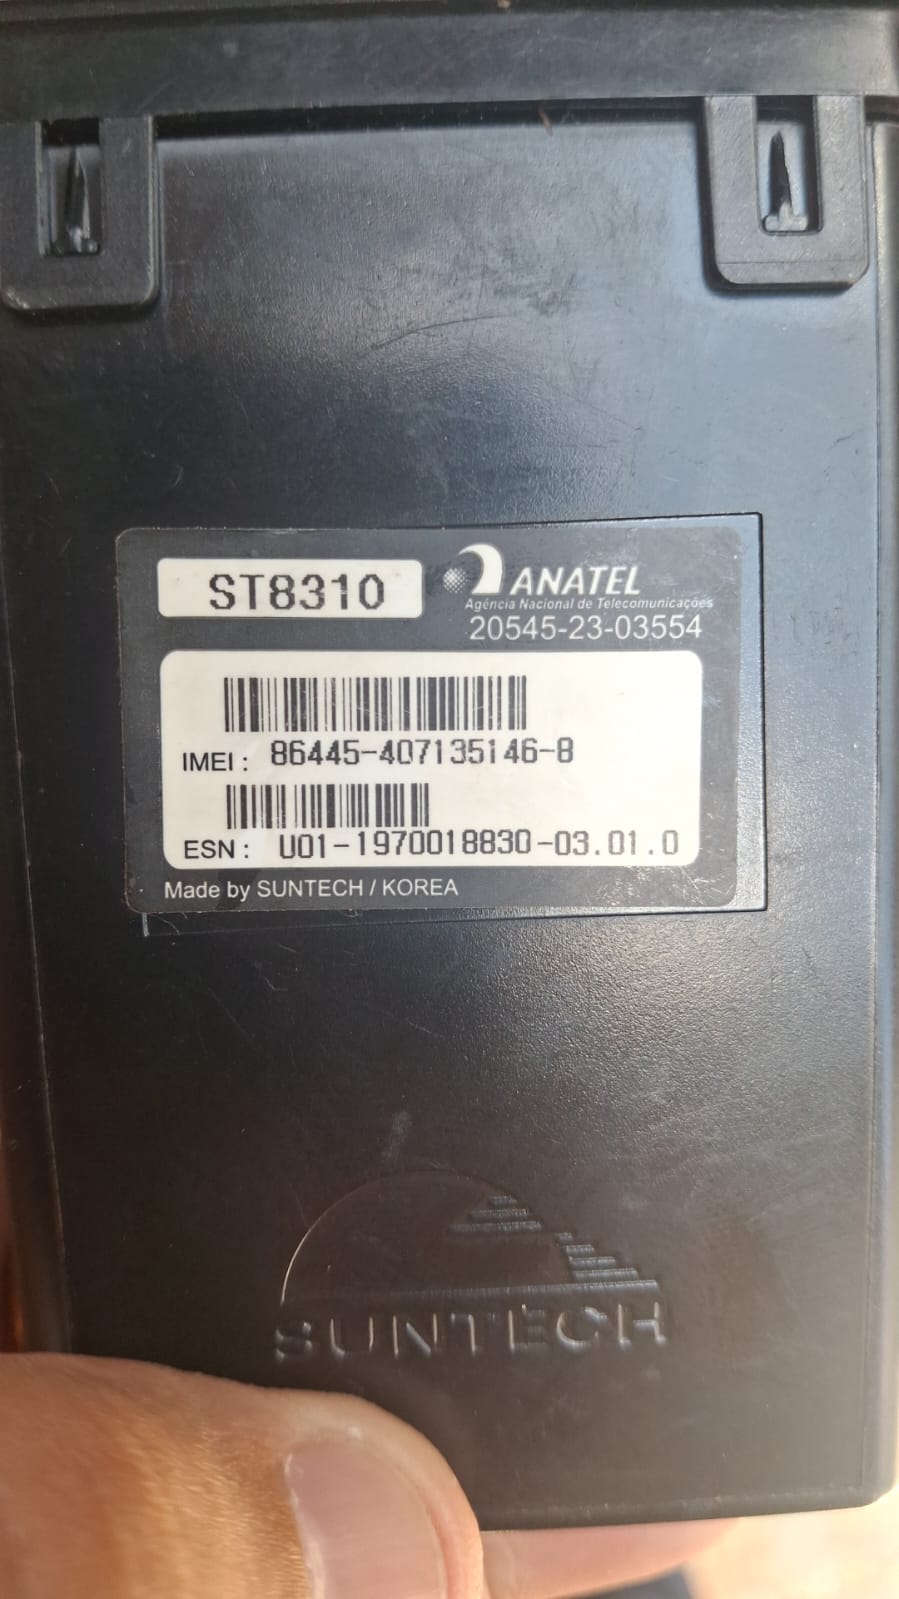 ST8310
ANATEL
Agência Nacional de Telecomunicações
20545-23-03554
IMEI : 86445-407135146-8
ESN : U01-1970018830-03.01.0
Made by SUNTECH / KOREA
SUNTECH